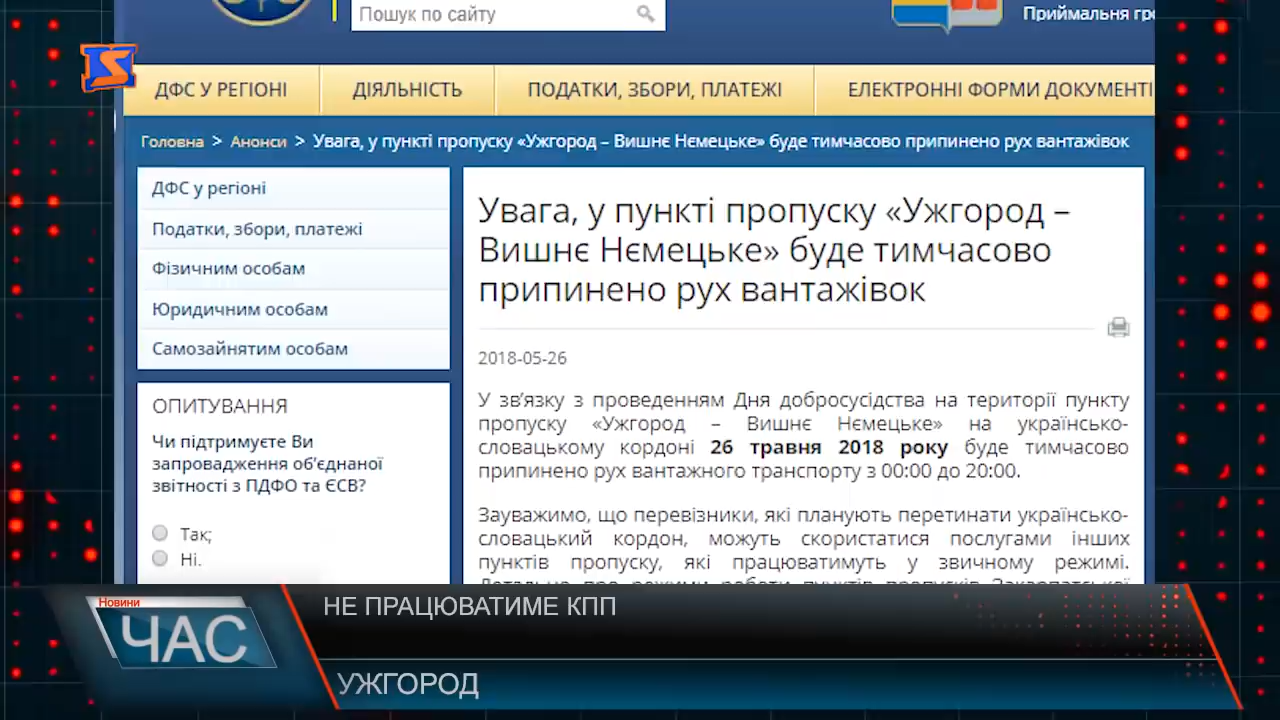 Пошук по сайту
Приймальня
ДФС У РЕГІОНІ
ДІЯЛЬНІСТЬ
ПОДАТКИ, ЗБОРИ, ПЛАТЕЖІ
ЕЛЕКТРОННІ ФОРМИ ДОКУМЕНТІ
Головна > Анонси > Увага, у пункті пропуску «Ужгород – Вишнє Нємецьке» буде тимчасово припинено рух вантажівок
ДФС у регіоні
Податки, збори, платежі
Фізичним особам
Юридичним особам
Самозайнятим особам
ОПИТУВАННЯ
Чи підтримуєте Ви
запровадження об'єднаної
звітності з ПДФО та ЄСВ?
Так;
Ні.
Увага, у пункті пропуску «Ужгород –
Вишнє Нємецьке» буде тимчасово
припинено рух вантажівок
2018-05-26
У зв’язку з проведенням Дня добросусідства на території пункту
пропуску «Ужгород – Вишнє Нємецьке» на українсько-
словацькому кордоні 26 травня 2018 року буде тимчасово
припинено рух вантажного транспорту з 00:00 до 20:00.
Зауважимо, що перевізники, які планують перетинати українсько-
словацький кордон, можуть скористатися послугами інших
пунктів пропуску, які працюватимуть у звичному режимі.
Новини
ЧАС
НЕ ПРАЦЮВАТИМЕ КПП
УЖГОРОД